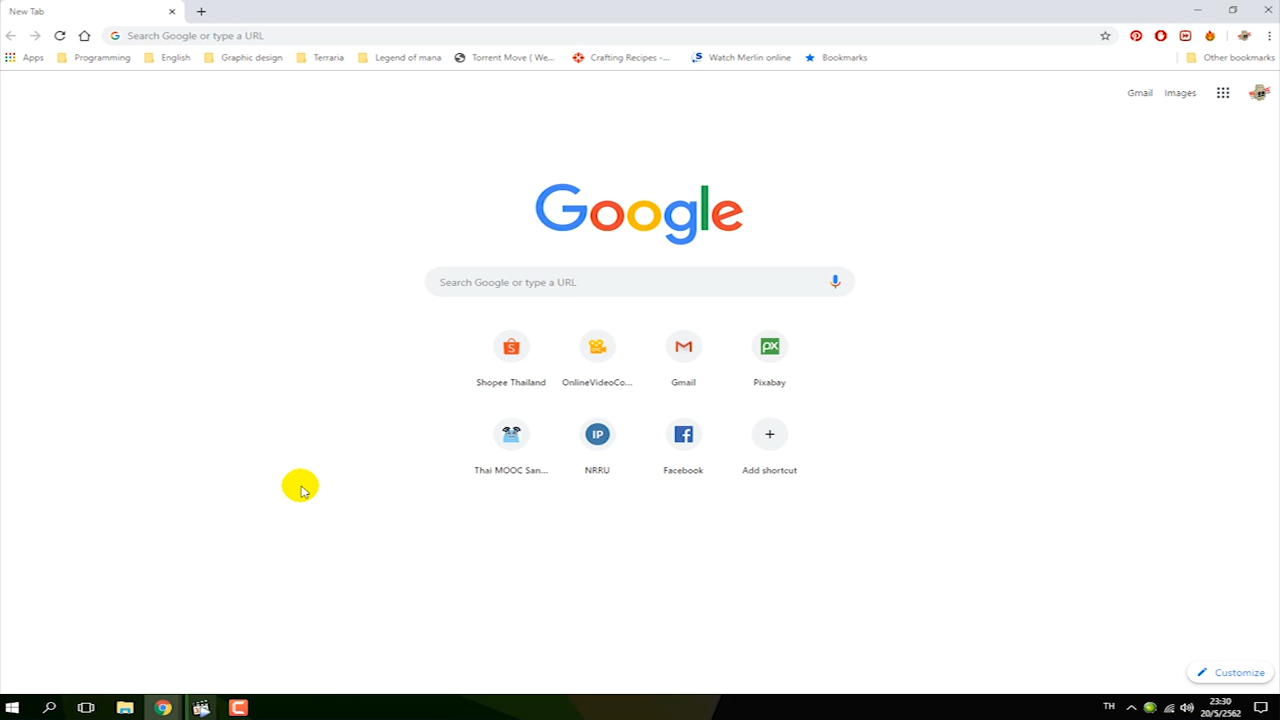 New Tab
Search Google or type a URL
Apps Programming English Graphic design Terraria Legend of mana Torrent Move ( We... Crafting Recipes -... Watch Merlin online Bookmarks Other bookmarks
Gmail Images
Google
Search Google or type a URL
Shopee Thailand OnlineVideoCo... Gmail Pixabay
Thai MOOC San... NRRU Facebook Add shortcut
IP
px
Customize
TH 23:30
20/5/2562